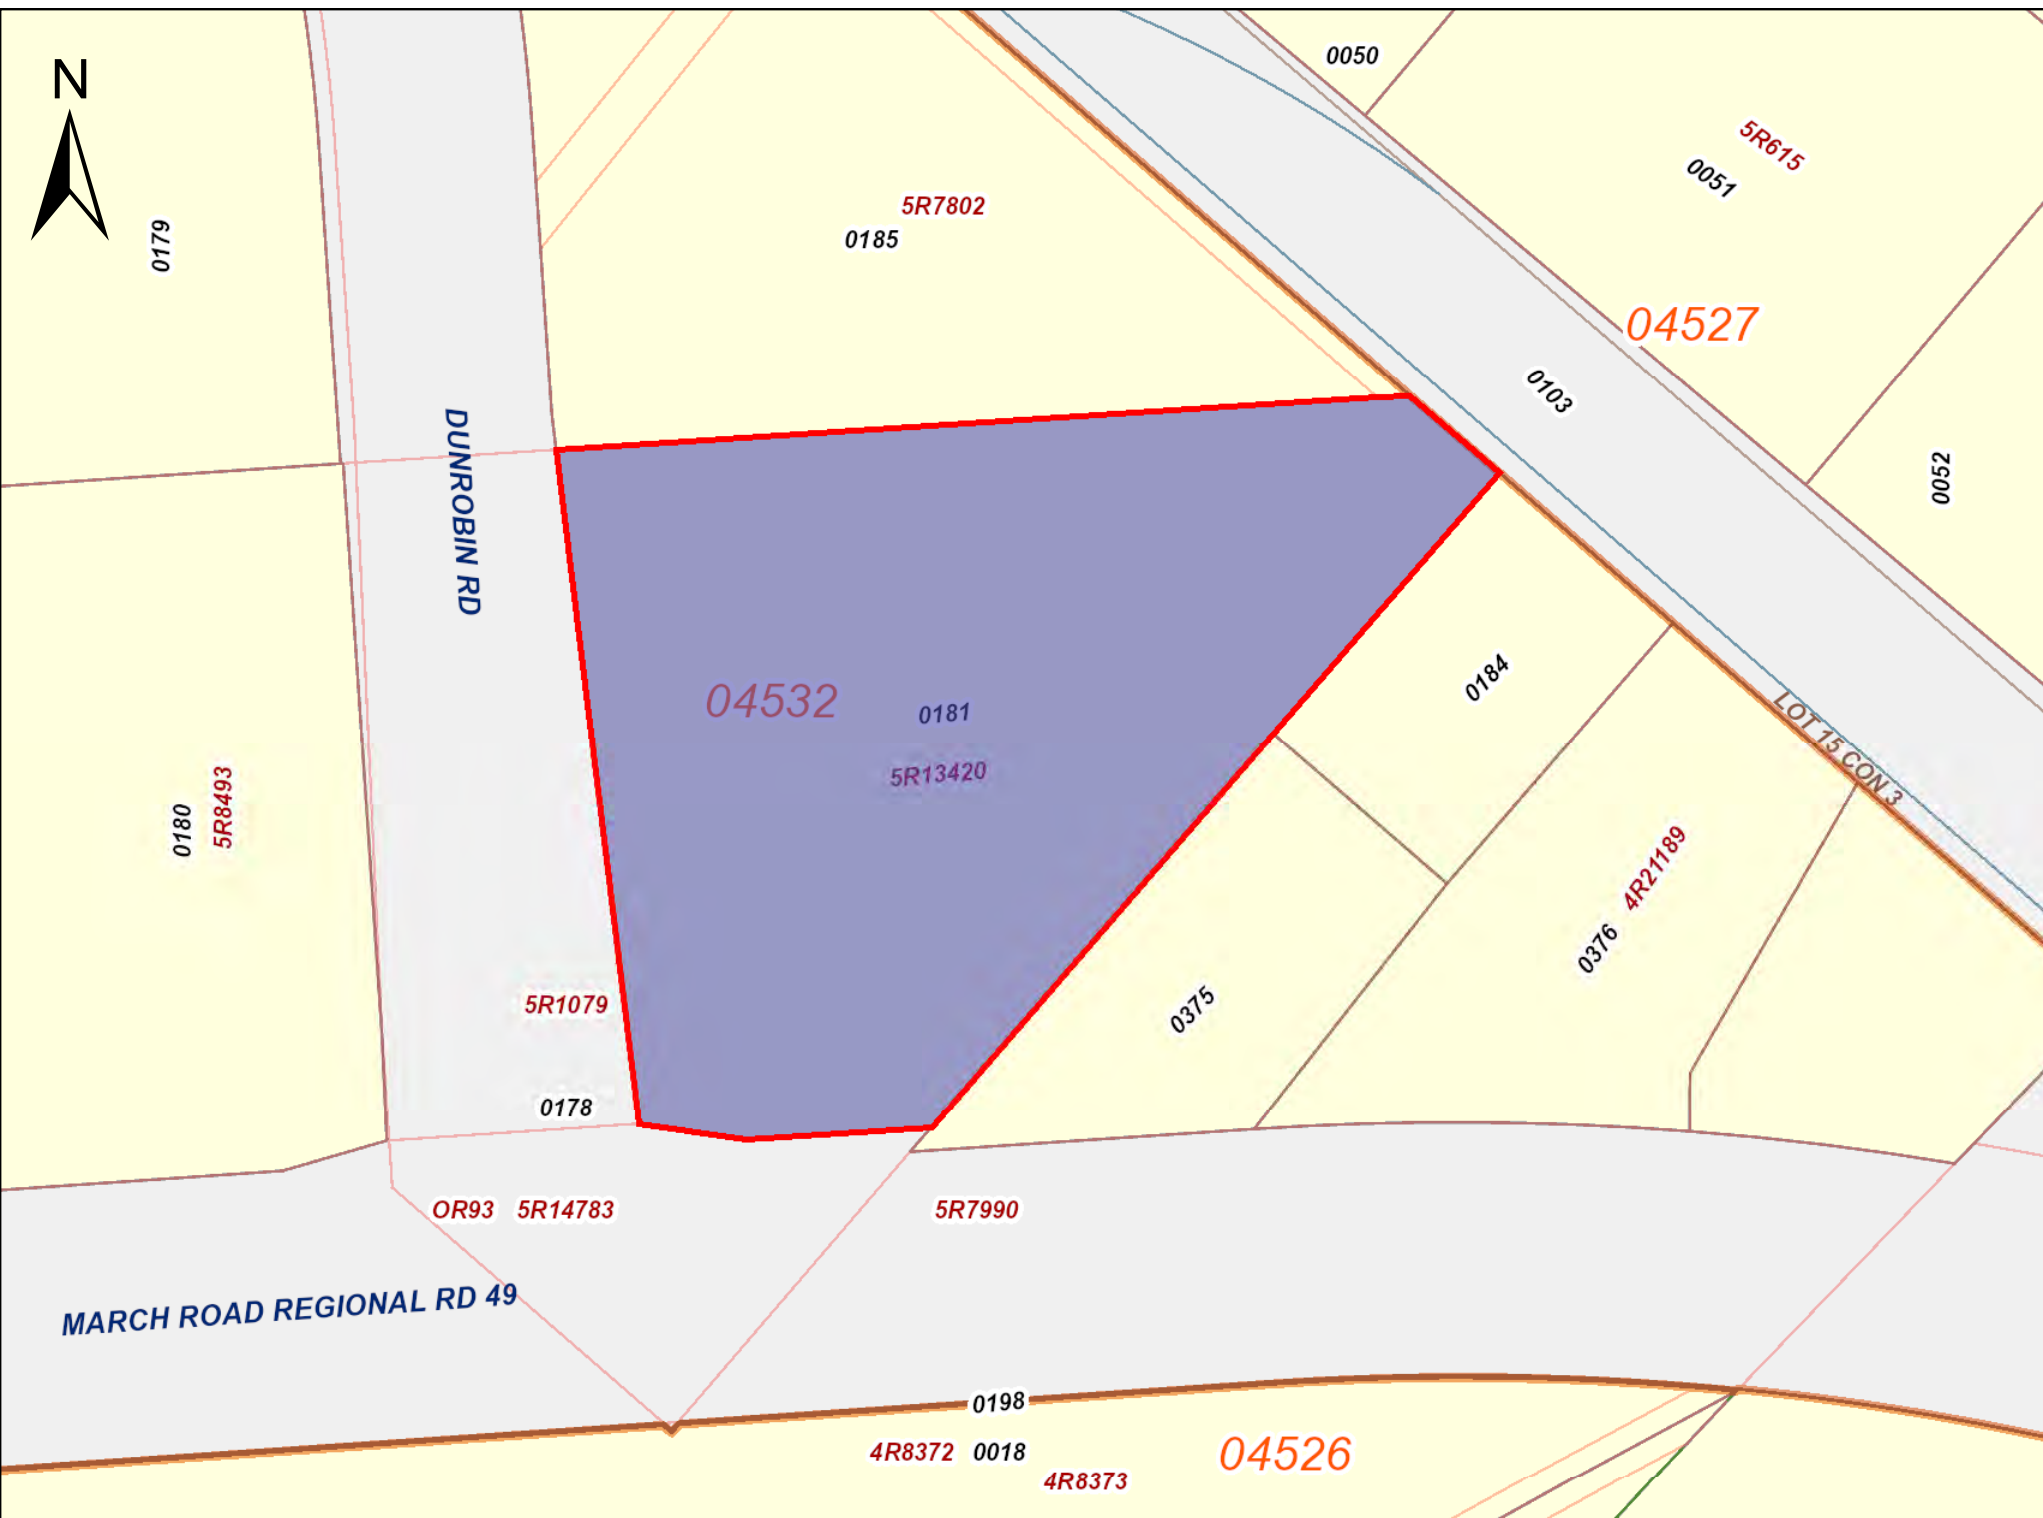 N
0050
5R615
0051
0179
5R7802
0185
04527
0103
DUNROBIN RD
0052
04532
0181
5R13420
0184
LOT 15 CON 3
0180
5R8493
4R21189
0376
5R1079
0375
0178
OR93 5R14783
5R7990
MARCH ROAD REGIONAL RD 49
0198
4R8372 0018
04526
4R8373